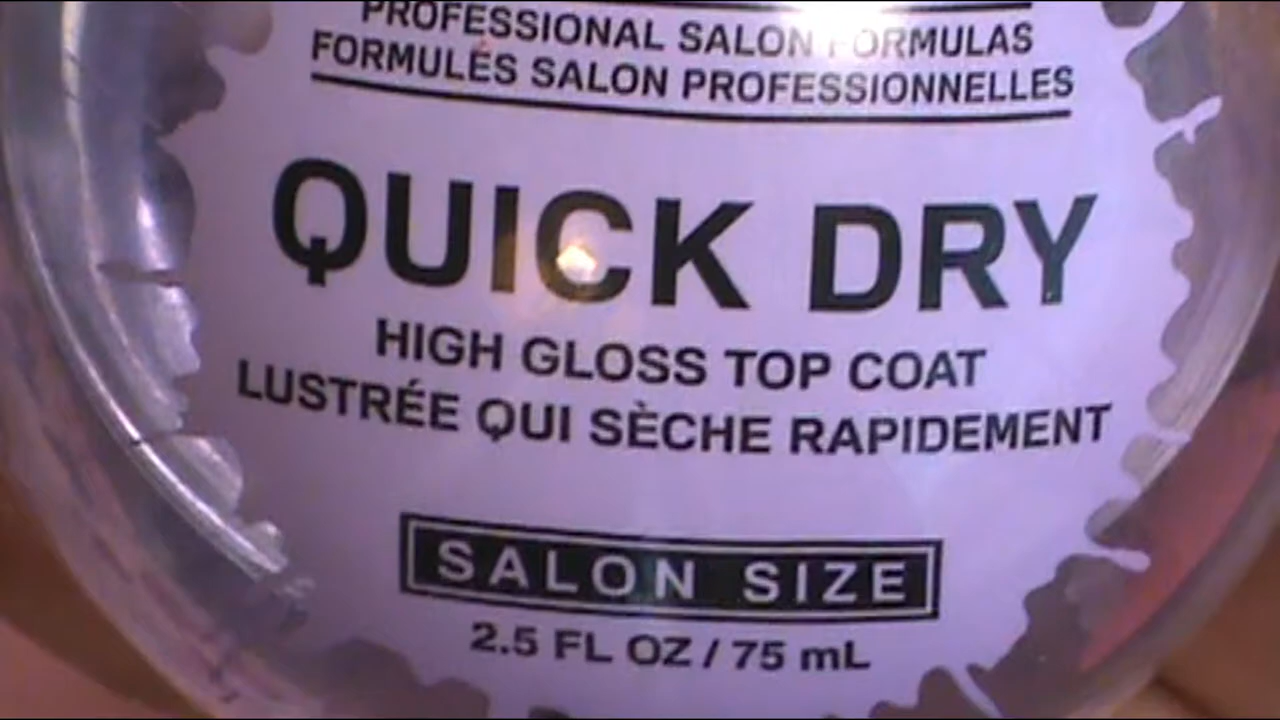 PROFESSIONAL SALON FORMULAS
FORMULÉS SALON PROFESSIONNELLES
QUICK DRY
HIGH GLOSS TOP COAT
LUSTRÉE QUI SÈCHE RAPIDEMENT
SALON SIZE
2.5 FL OZ / 75 mL